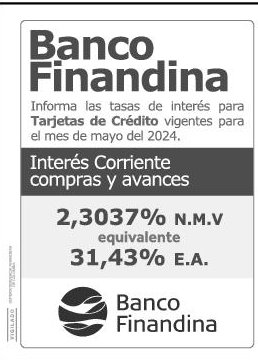 Banco
Finandina
Informa las tasas de interés para
Tarjetas de Crédito vigentes para
el mes de mayo del 2024.
Interés Corriente
compras y avances
2,3037% N.M.V
equivalente
31,43% E.A.
Banco
Finandina
VIGILADO